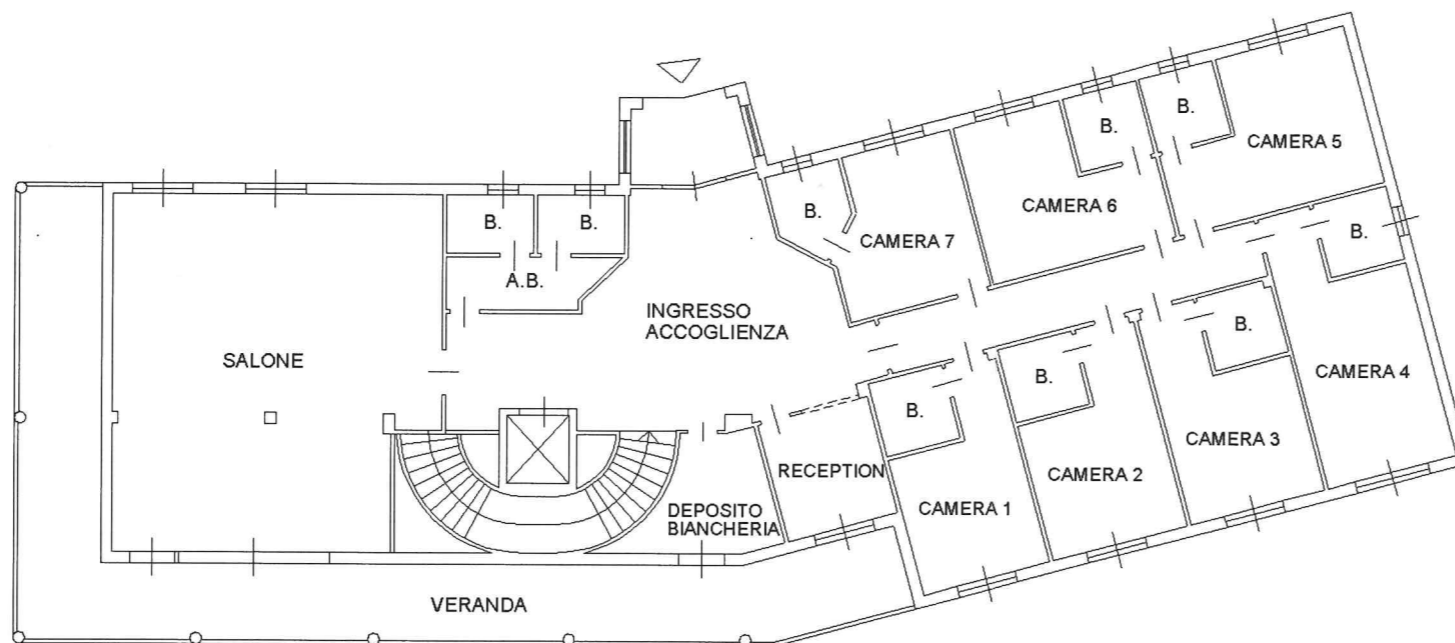 B.
B.
CAMERA 5
B.
CAMERA 6
B.
B.
B.
CAMERA 7
B.
A.B.
INGRESSO
ACCOGLIENZA
B.
SALONE
CAMERA 4
B.
B.
CAMERA 3
RECEPTION
CAMERA 2
DEPOSITO
BIANCHERIA
CAMERA 1
VERANDA